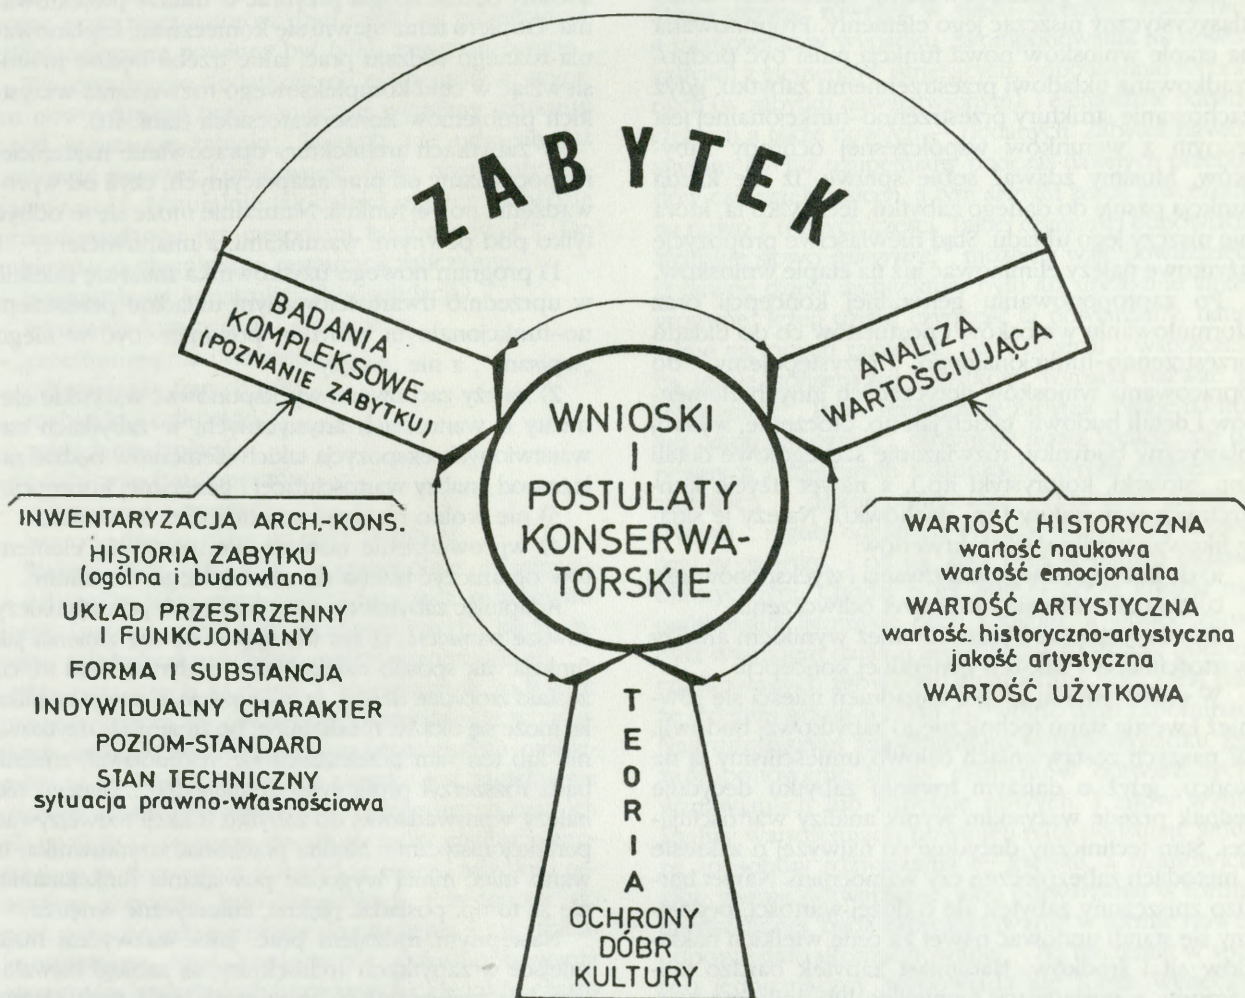 ZABYTEK
BADANIA
KOMPLEKSOWE
(POZNANIE ZABYTKU)
ANALIZA
WARTOŚCIUJĄCA
WNIOSKI
I
POSTULATY
KONSERWA-
TORSKIE
INWENTARYZACJA ARCH.-KONS.
HISTORIA ZABYTKU
(ogólna i budowlana)
UKŁAD PRZESTRZENNY
FUNKCJONALNY
FORMA I SUBSTANCJA
INDYWIDUALNY CHARAKTER
POZIOM-STANDARD
STAN TECHNICZNY
sytuacja prawno-własnościowa
WARTOŚĆ HISTORYCZNA
wartość naukowa
wartość emocjonalna
WARTOŚĆ ARTYSTYCZNA
wartość historyczno-artystyczna
jakość artystyczna
WARTOŚĆ UŻYTKOWA
TEORIA
OCHRONY
DÓBR
KULTURY